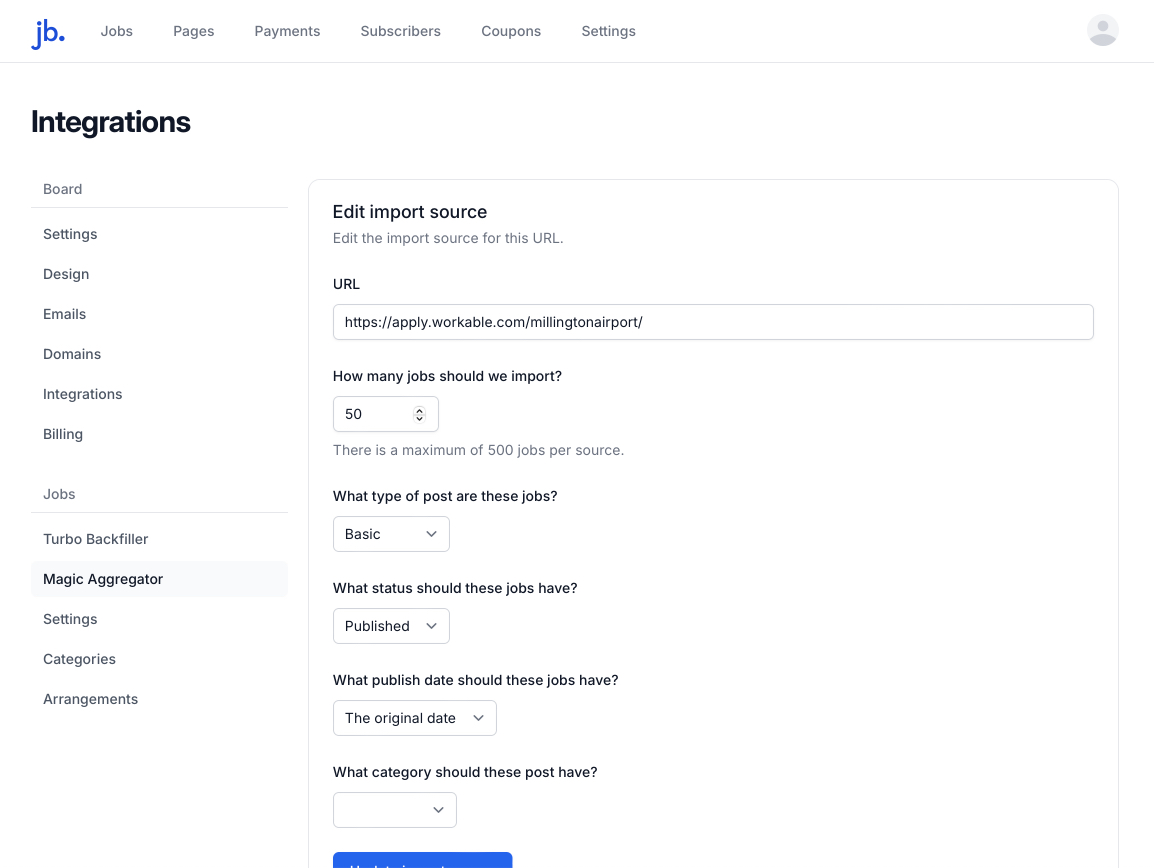 jb.
Jobs
Pages
Payments
Subscribers
Coupons
Settings
Integrations
Board
Settings
Design
Emails
Domains
Integrations
Billing
Jobs
Turbo Backfiller
Magic Aggregator
Settings
Categories
Arrangements
Edit import source
Edit the import source for this URL.
URL
https://apply.workable.com/millingtonairport/
How many jobs should we import?
50
There is a maximum of 500 jobs per source.
What type of post are these jobs?
Basic
What status should these jobs have?
Published
What publish date should these jobs have?
The original date
What category should these post have?